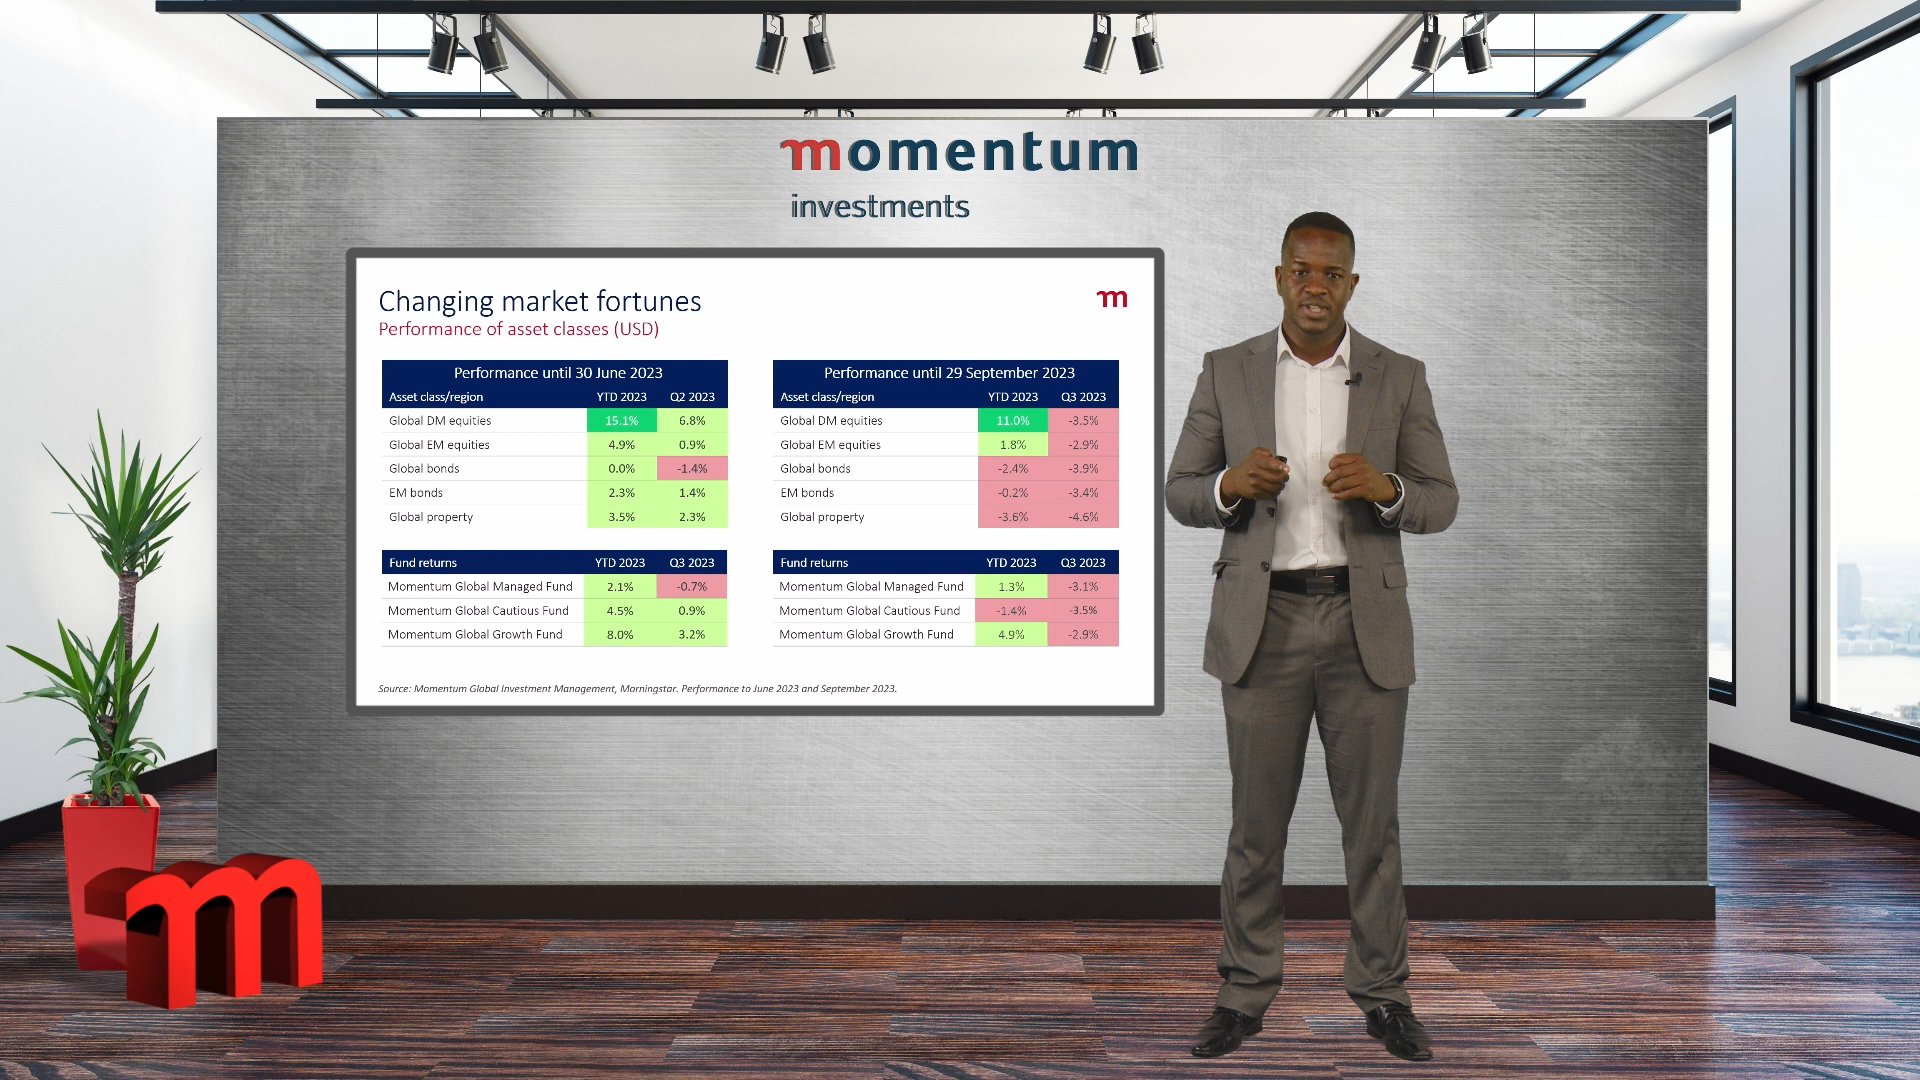 momentum
investments
Changing market fortunes
m
Performance of asset classes (USD)
Performance until 30 June 2023
Asset class/region YTD 2023 Q2 2023
Global DM equities 15.1% 6.8%
Global EM equities 4.9% 0.9%
Global bonds 0.0% -1.4%
EM bonds 2.3% 1.4%
Global property 3.5% 2.3%
Fund returns YTD 2023 Q3 2023
Momentum Global Managed Fund 2.1% -0.7%
Momentum Global Cautious Fund 4.5% 0.9%
Momentum Global Growth Fund 8.0% 3.2%
Performance until 29 September 2023
Asset class/region YTD 2023 Q3 2023
Global DM equities 11.0% -3.5%
Global EM equities 1.8% -2.9%
Global bonds -2.4% -3.9%
EM bonds -0.2% -3.4%
Global property -3.6% -4.6%
Fund returns YTD 2023 Q3 2023
Momentum Global Managed Fund 1.3% -3.1%
Momentum Global Cautious Fund -1.4% -3.5%
Momentum Global Growth Fund 4.9% -2.9%
Source: Momentum Global Investment Management, Morningstar. Performance to June 2023 and September 2023.
m